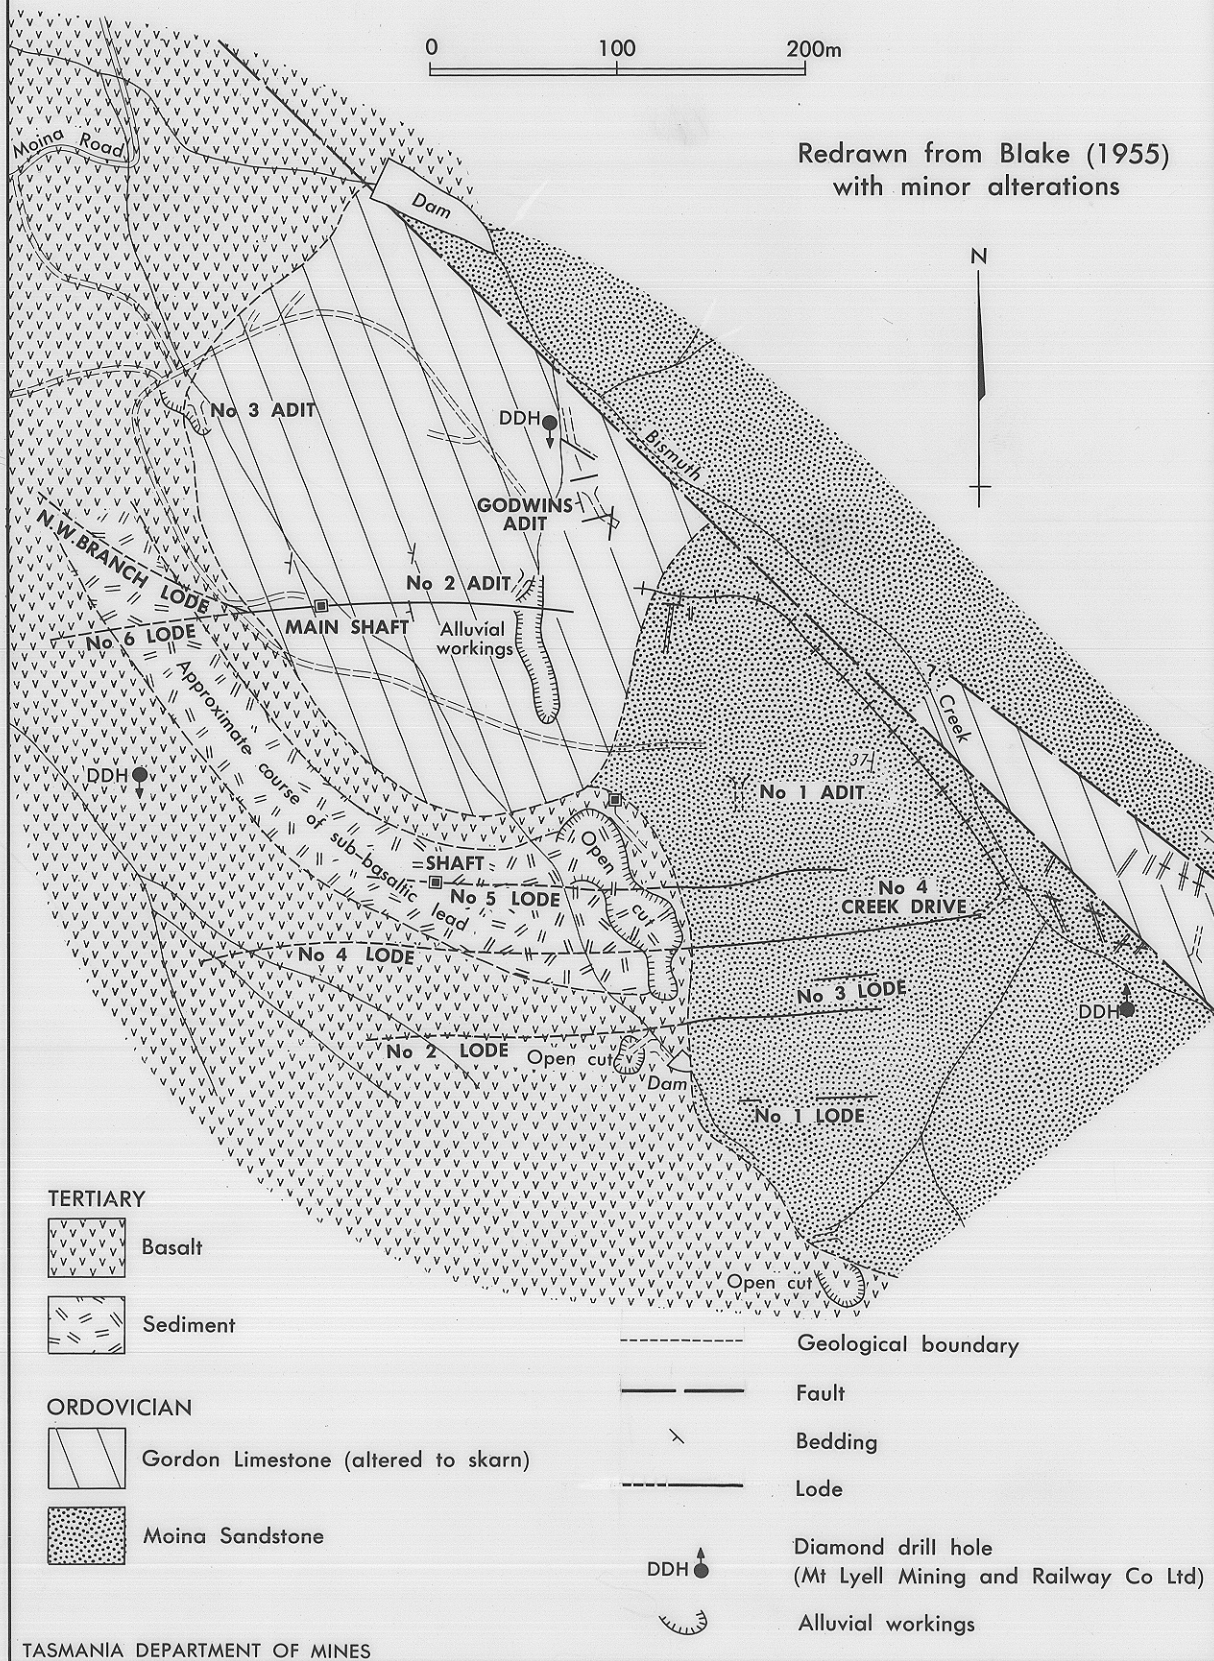 0 100 200m
Redrawn from Blake (1955)
with minor alterations
N
Moina Road
Dam
No 3 ADIT
DDH
Bismuth
GODWINS
ADIT
N.W. BRANCH LODE
No 2 ADIT
No 6 LODE
MAIN SHAFT
Alluvial
workings
Approximate course of sub-basaltic lead
?
Creek
DDH
37
No 1 ADIT
Open cut
SHAFT
No 5 LODE
No 4
CREEK DRIVE
No 4 LODE
No 3 LODE
DDH
No 2 LODE
Open cut
Dam
No 1 LODE
Open cut
TERTIARY
Basalt
Sediment
ORDOVICIAN
Gordon Limestone (altered to skarn)
Moina Sandstone
Geological boundary
Fault
Bedding
Lode
DDH
Diamond drill hole
(Mt Lyell Mining and Railway Co Ltd)
Alluvial workings
TASMANIA DEPARTMENT OF MINES